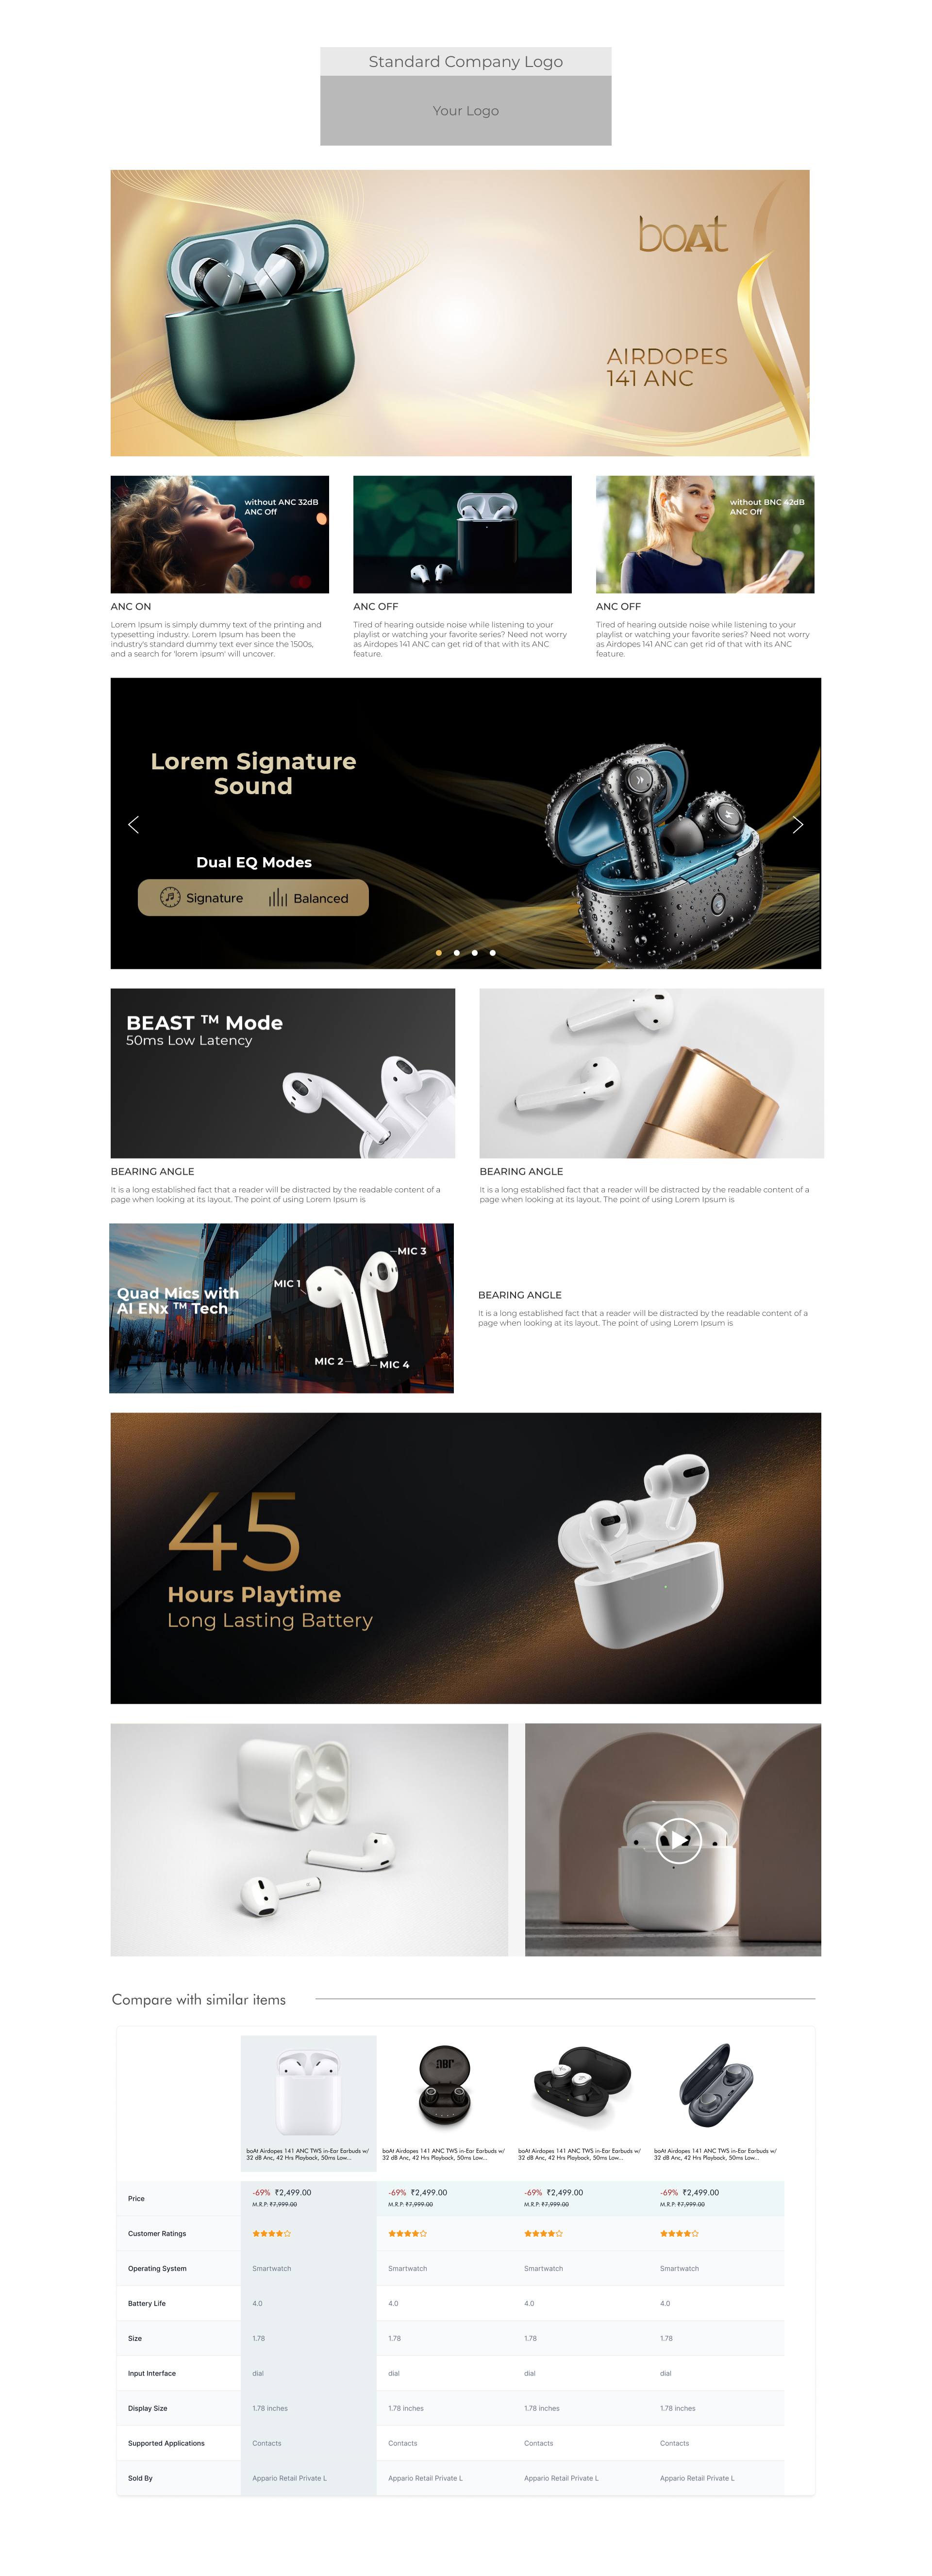 Standard Company Logo
Your Logo
boAt
AIRDOPES
141 ANC
without ANC 32dB
ANC Off
without BNC 42dB
ANC Off
ANC ON
Lorem Ipsum is simply dummy text of the printing and
typesetting industry. Lorem Ipsum has been the
industry's standard dummy text ever since the 1500s,
and a search for 'lorem ipsum' will uncover.
ANC OFF
Tired of hearing outside noise while listening to your
playlist or watching your favorite series? Need not worry
as Airdopes 141 ANC can get rid of that with its ANC
feature.
ANC OFF
Tired of hearing outside noise while listening to your
playlist or watching your favorite series? Need not worry
as Airdopes 141 ANC can get rid of that with its ANC
feature.
Lorem Signature
Sound
Dual EQ Modes
Signature
Balanced
BEAST ™ Mode
50ms Low Latency
BEARING ANGLE
It is a long established fact that a reader will be distracted by the readable content of a
page when looking at its layout. The point of using Lorem Ipsum is
BEARING ANGLE
It is a long established fact that a reader will be distracted by the readable content of a
page when looking at its layout. The point of using Lorem Ipsum is
Quad Mics with
AI ENx ™ Tech
MIC 1
MIC 3
MIC 2
MIC 4
BEARING ANGLE
It is a long established fact that a reader will be distracted by the readable content of a
page when looking at its layout. The point of using Lorem Ipsum is
45
Hours Playtime
Long Lasting Battery
Compare with similar items
JBL
boAt Airdopes 141 ANC TWS in-Ear Earbuds w/
32 dB Anc, 42 Hrs Playback, 50ms Low...
boAt Airdopes 141 ANC TWS in-Ear Earbuds w/
32 dB Anc, 42 Hrs Playback, 50ms Low...
boAt Airdopes 141 ANC TWS in-Ear Earbuds w/
32 dB Anc, 42 Hrs Playback, 50ms Low...
boAt Airdopes 141 ANC TWS in-Ear Earbuds w/
32 dB Anc, 42 Hrs Playback, 50ms Low...
Price -69% ₹2,499.00 -69% ₹2,499.00 -69% ₹2,499.00 -69% ₹2,499.00
M.R.P: ₹7,999.00 M.R.P: ₹7,999.00 M.R.P: ₹7,999.00 M.R.P: ₹7,999.00
Customer Ratings
Operating System Smartwatch Smartwatch Smartwatch Smartwatch
Battery Life 4.0 4.0 4.0 4.0
Size 1.78 1.78 1.78 1.78
Input Interface dial dial dial dial
Display Size 1.78 inches 1.78 inches 1.78 inches 1.78 inches
Supported Applications Contacts Contacts Contacts Contacts
Sold By Appario Retail Private L Appario Retail Private L Appario Retail Private L Appario Retail Private L